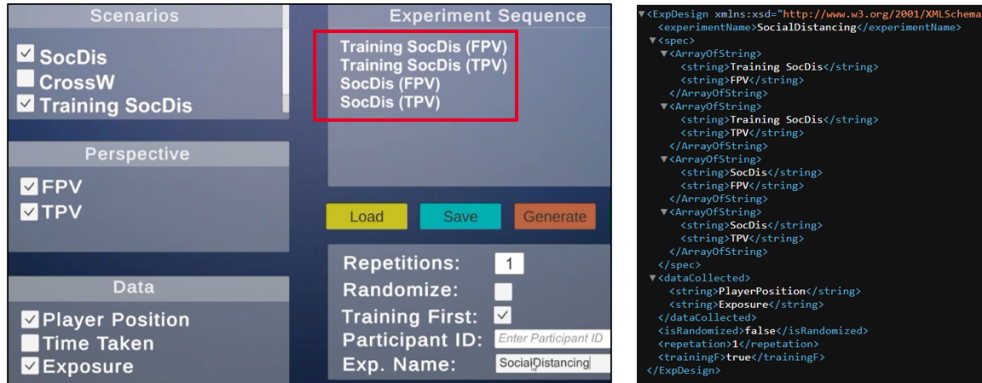 Scenarios
SocDis
CrossW
Training SocDis
Perspective
FPV
TPV
Data
Player Position
Time Taken
Exposure
Experiment Sequence
Training SocDis (FPV)
Training SocDis (TPV)
SocDis (FPV)
SocDis (TPV)
Load
Save
Generate
Repetitions: 1
Randomize:
Training First:
Participant ID: Enter Participant ID
Exp. Name: SocialDistancing
<ExpDesign xmlns:xsd="http://www.w3.org/2001/XMLSchema
<experimentName>SocialDistancing</experimentName>
<spec>
<ArrayOfString>
<string>Training SocDis</string>
<string>FPV</string>
</ArrayOfString>
<ArrayOfString>
<string>Training SocDis</string>
<string>TPV</string>
</ArrayOfString>
<ArrayOfString>
<string>SocDis</string>
<string>FPV</string>
</ArrayOfString>
<ArrayOfString>
<string>SocDis</string>
<string>TPV</string>
</ArrayOfString>
</spec>
<dataCollected>
<string>PlayerPosition</string>
<string>Exposure</string>
</dataCollected>
<isRandomized>false</isRandomized>
<repetation>1</repetation>
<trainingF>true</trainingF>
</ExpDesign>